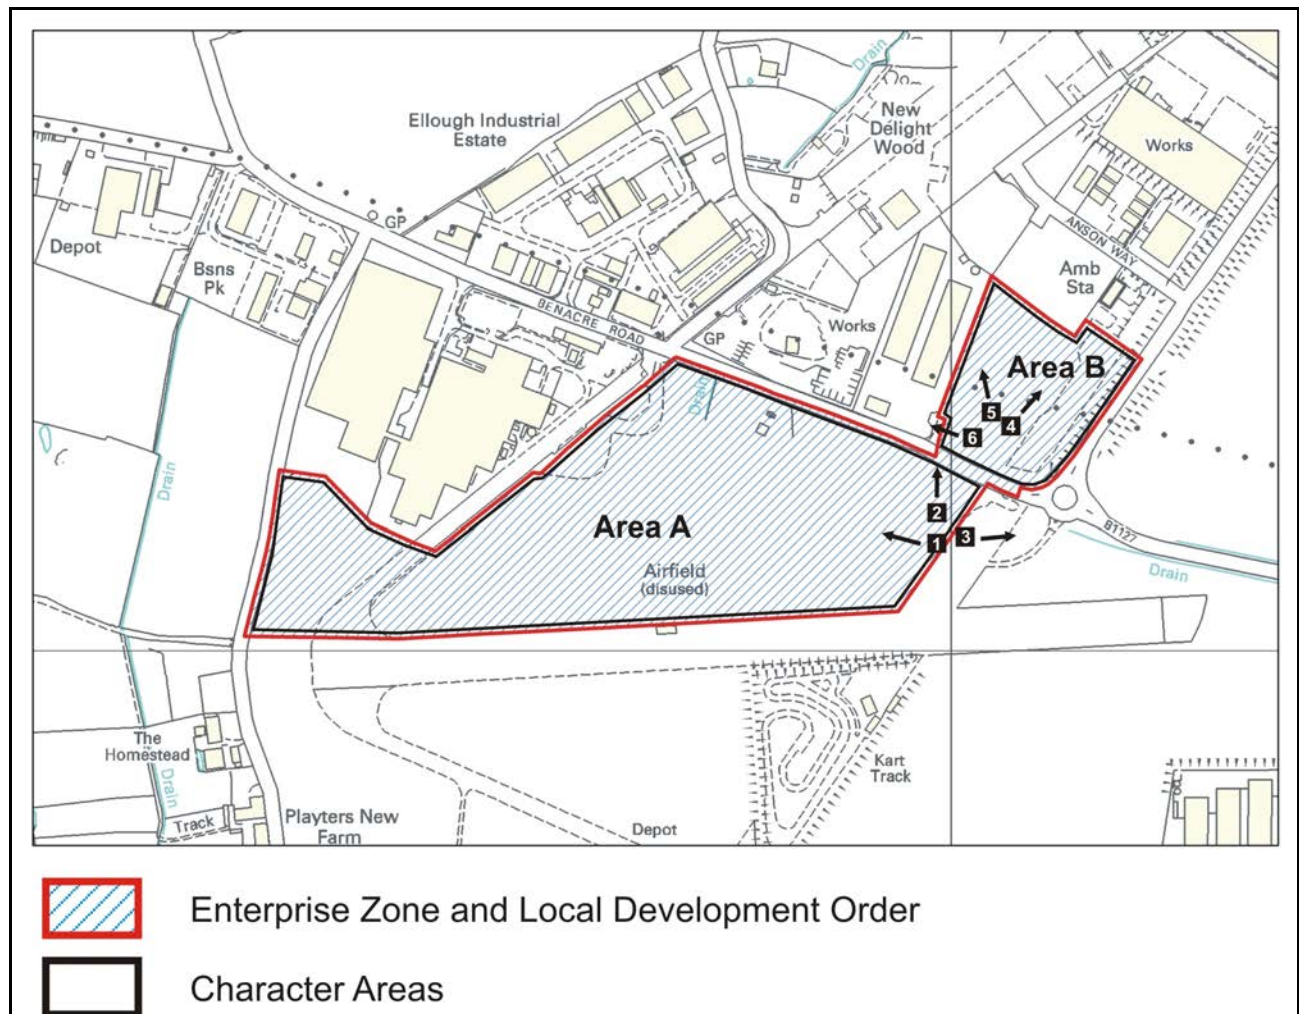 Drain
Ellough Industrial
Estate
New
Delight
Wood
Works
GP
Depot
Bsns
Pk
ANSON WAY
Amb
Sta
BENACRE ROAD
Works
GP
Area B
Drain
5
4
6
Drain
2
Area A
1
3
B1127
Airfield
(disused)
Drain
The
Homestead
Drain
Kart
Track
Track
Playters New
Farm
Depot
Enterprise Zone and Local Development Order
Character Areas